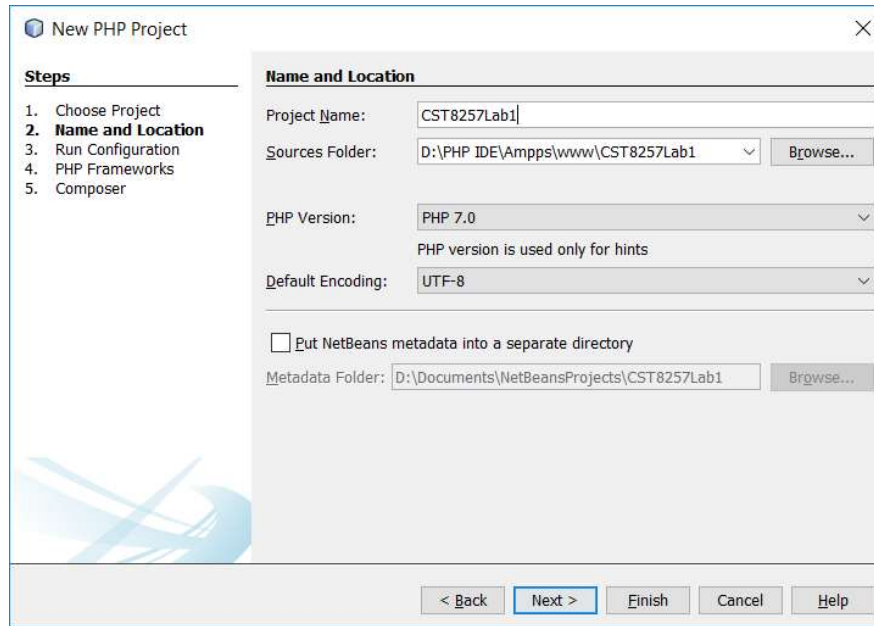 New PHP Project
Steps
1. Choose Project
2. Name and Location
3. Run Configuration
4. PHP Frameworks
5. Composer
Name and Location
Project Name: CST8257Lab1
Sources Folder: D:\PHP IDE\Ampps\www\CST8257Lab1 Browse...
PHP Version: PHP 7.0
PHP version is used only for hints
Default Encoding: UTF-8
Put NetBeans metadata into a separate directory
Metadata Folder: D:\Documents\NetBeansProjects\CST8257Lab1 Browse...
< Back Next > Finish Cancel Help